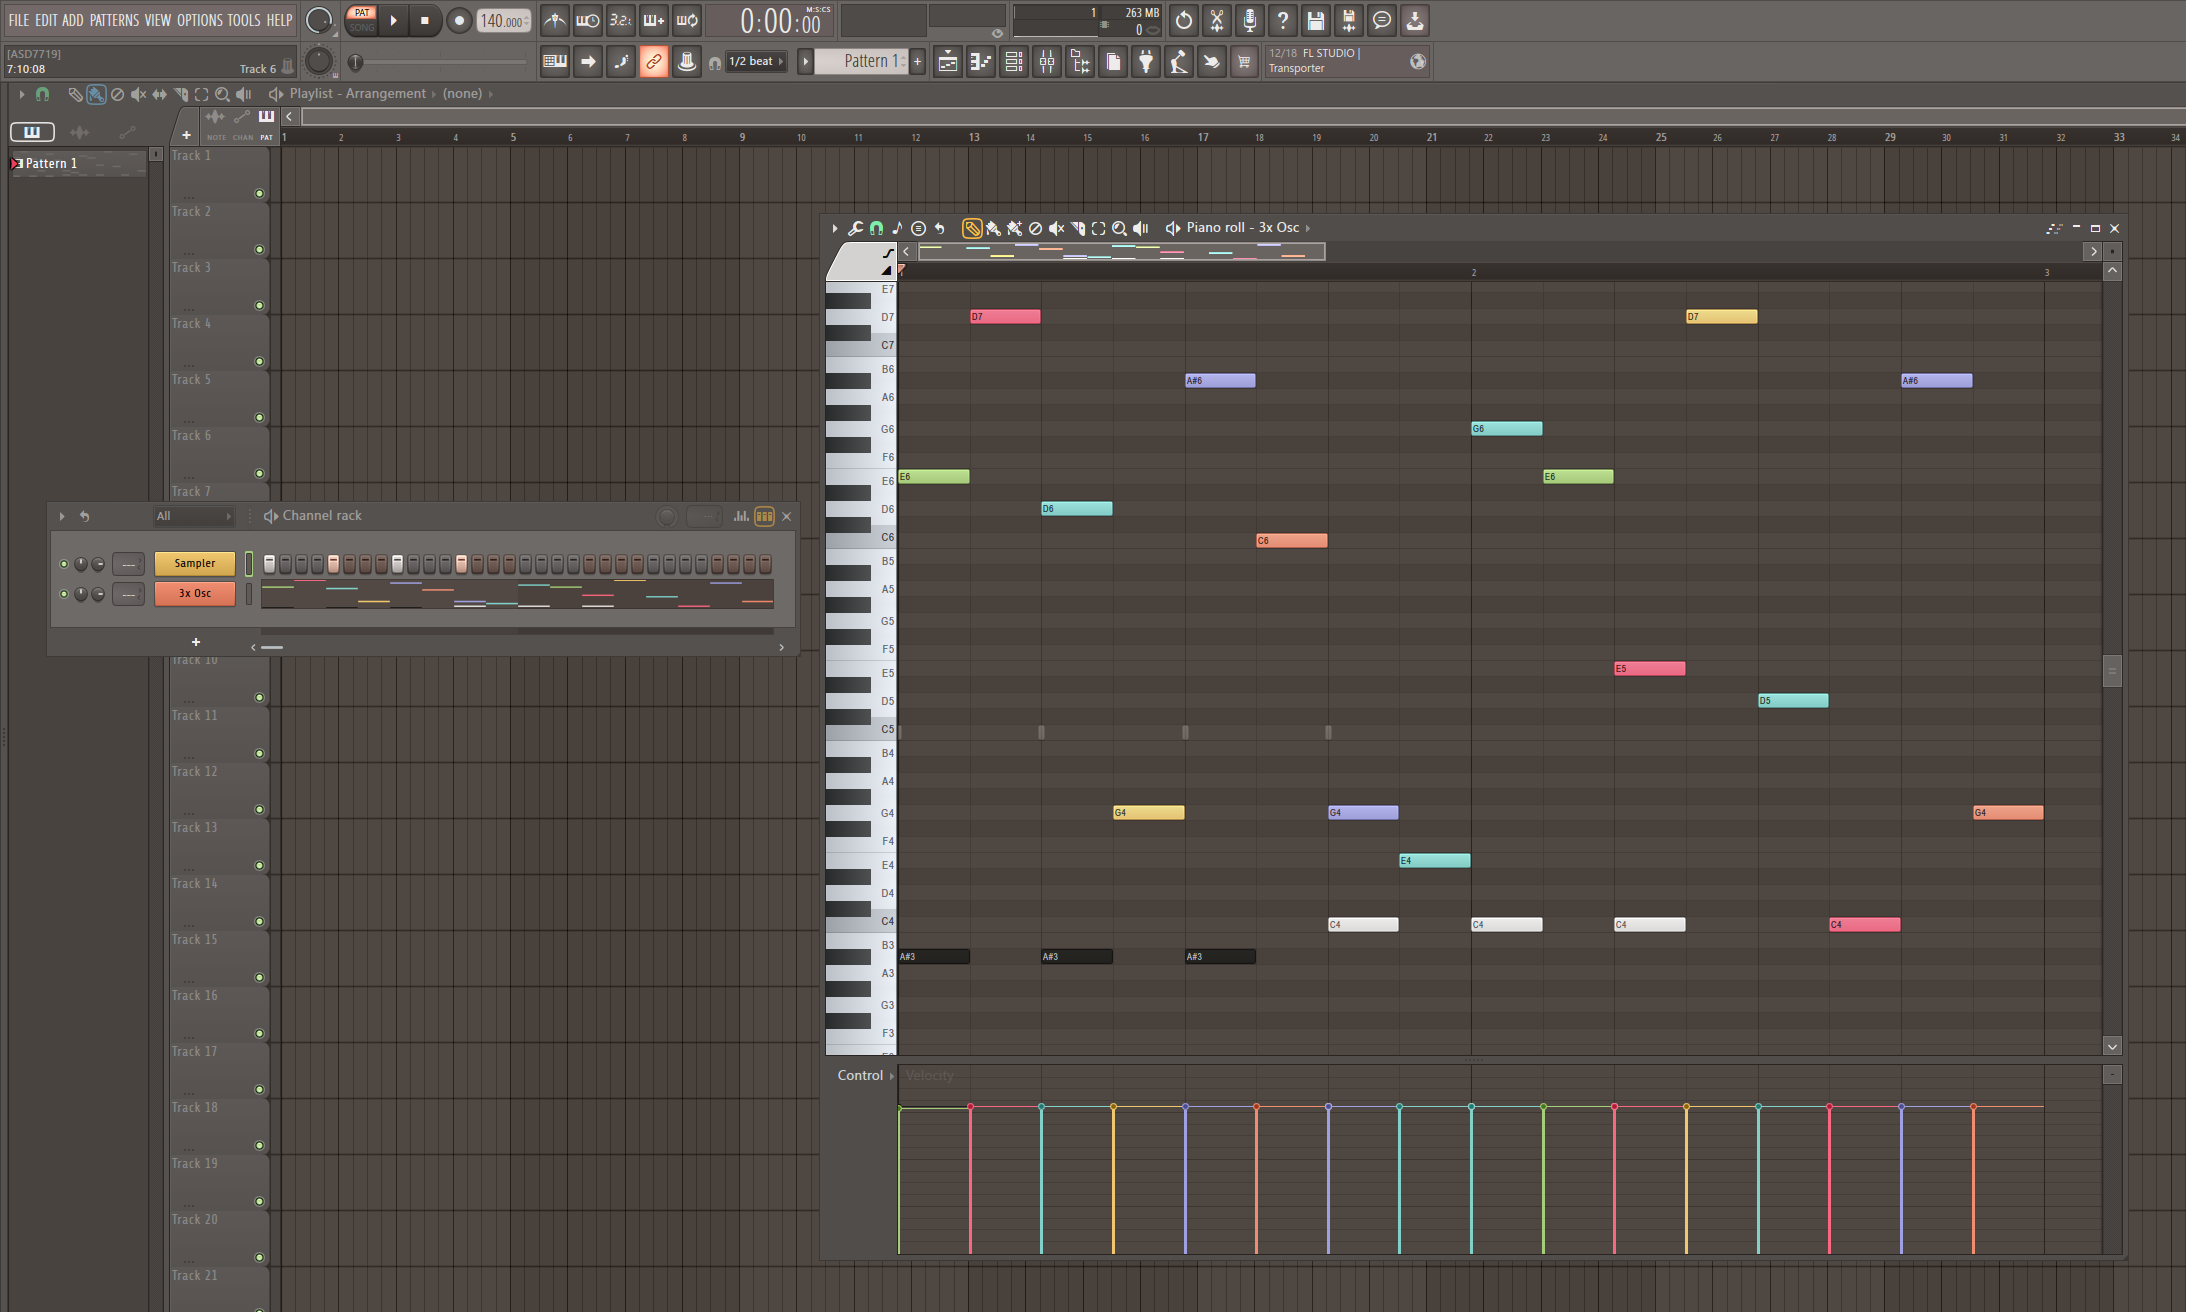 FILE EDIT ADD PATTERNS VIEW OPTIONS TOOLS HELP
PAT
SONG
140.000
3.2.
M:S:CS
0:00:00
1
263 MB
0
[ASD7719]
7:10:08
Track 6
1/2 beat
Pattern 1
+
12/18 FL STUDIO |
Transporter
Playlist - Arrangement (none)
+
NOTE CHAN PAT
1 2 3 4 5 6 7 8 9 10 11 12 13 14 15 16 17 18 19 20 21 22 23 24 25 26 27 28 29 30 31 32 33 34
Pattern 1
Track 1
Track 2
Track 3
Track 4
Track 5
Track 6
Track 7
Track 10
Track 11
Track 12
Track 13
Track 14
Track 15
Track 16
Track 17
Track 18
Track 19
Track 20
Track 21
All
Channel rack
Sampler
3x Osc
+
Piano roll - 3x Osc
2 3
E7
D7 D7 D7
C7
B6
A#6 A#6
A6
G6 G6
F6
E6 E6 E6
D6 D6
C6 C6
B5
A5
G5
F5
E5 E5
D5 D5
C5
B4
A4
G4 G4 G4 G4
F4
E4 E4
D4
C4 C4 C4 C4 C4
B3
A#3 A#3 A#3
A3
G3
F3
Control Velocity